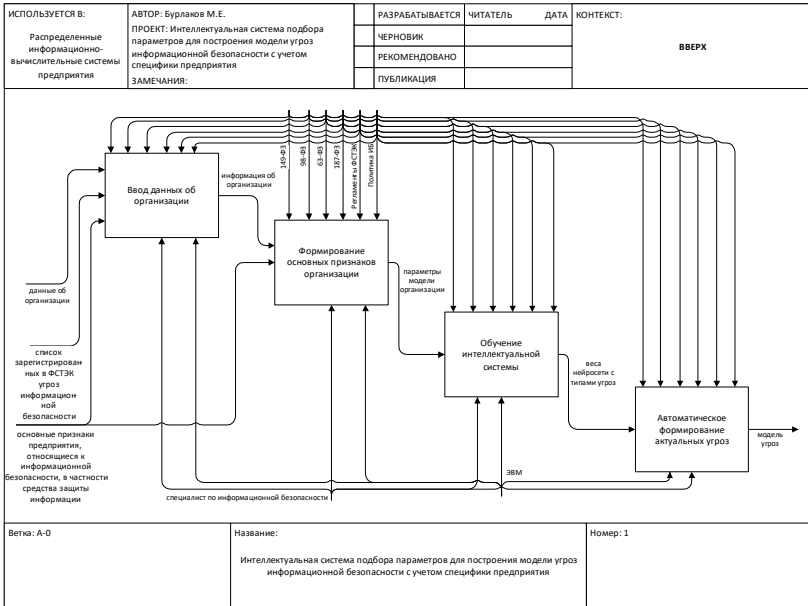 ИСПОЛЬЗУЕТСЯ В:
Распределенные
информационно-
вычислительные системы
предприятия
АВТОР: Бурлаков М.Е.
ПРОЕКТ: Интеллектуальная система подбора
параметров для построения модели угроз
информационной безопасности с учетом
специфики предприятия
ЗАМЕЧАНИЯ:
РАЗРАБАТЫВАЕТСЯ
ЧЕРНОВИК
РЕКОМЕНДОВАНО
ПУБЛИКАЦИЯ
ЧИТАТЕЛЬ
ДАТА
КОНТЕКСТ:
ВВЕРХ
149-ФЗ
98-ФЗ
63-ФЗ
187-ФЗ
Регламенты ФСТЭК
Политика ИБ
Ввод данных об
организации
информация об
организации
Формирование
основных признаков
организации
параметры
модели
организации
данные об
организации
Обучение
интеллектуальной
системы
список
зарегистрирован
ных в ФСТЭК
угроз
информацион
ной
безопасности
веса
нейросети с
типами угроз
Автоматическое
формирование
актуальных угроз
модель
угроз
основные признаки
предприятия,
относящиеся к
информационной
безопасности, в частности
средства защиты
информации
ЭВМ
специалист по информационной безопасности
Ветка: A-0
Название:
Интеллектуальная система подбора параметров для построения модели угроз
информационной безопасности с учетом специфики предприятия
Номер: 1